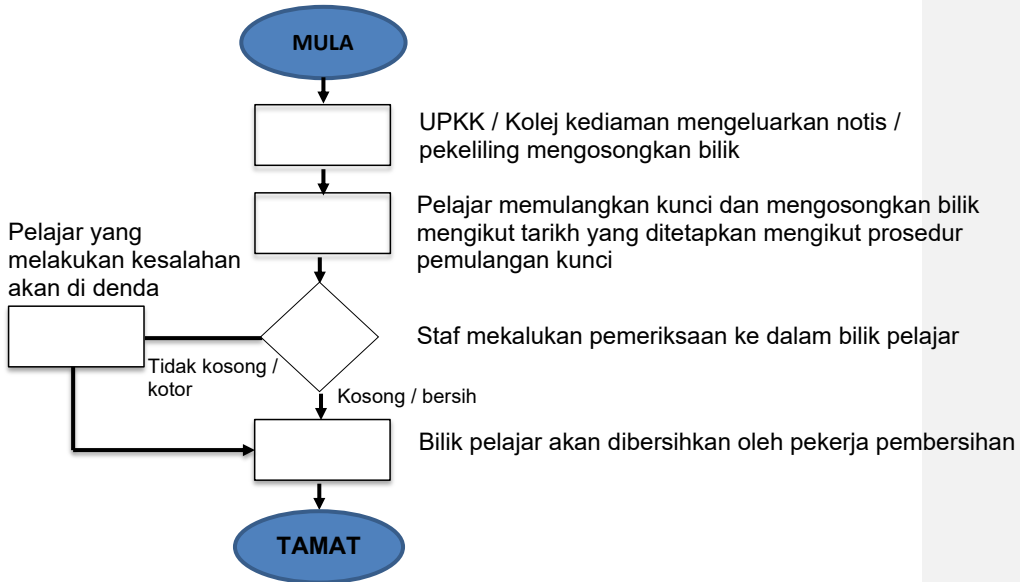 MULA
UPKK / Kolej kediaman mengeluarkan notis /
pekeliling mengosongkan bilik
Pelajar memulangkan kunci dan mengosongkan bilik
mengikut tarikh yang ditetapkan mengikut prosedur
pemulangan kunci
Pelajar yang
melakukan kesalahan
akan di denda
Staf mekalukan pemeriksaan ke dalam bilik pelajar
Tidak kosong /
kotor
Kosong / bersih
Bilik pelajar akan dibersihkan oleh pekerja pembersihan
TAMAT